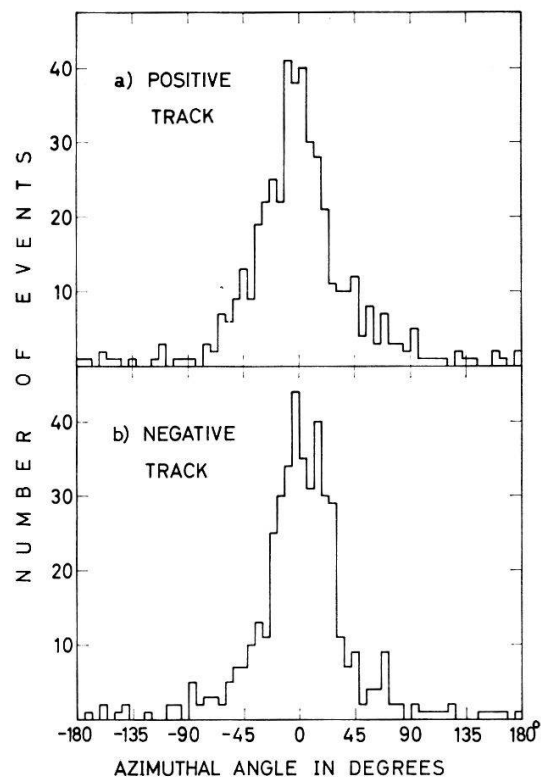 40
a) POSITIVE
TRACK
30
20
10
NUMBER OF EVENTS
40
b) NEGATIVE
TRACK
30
20
10
-180 -135 -90 -45 0 45 90 135 180°
AZIMUTHAL ANGLE IN DEGREES